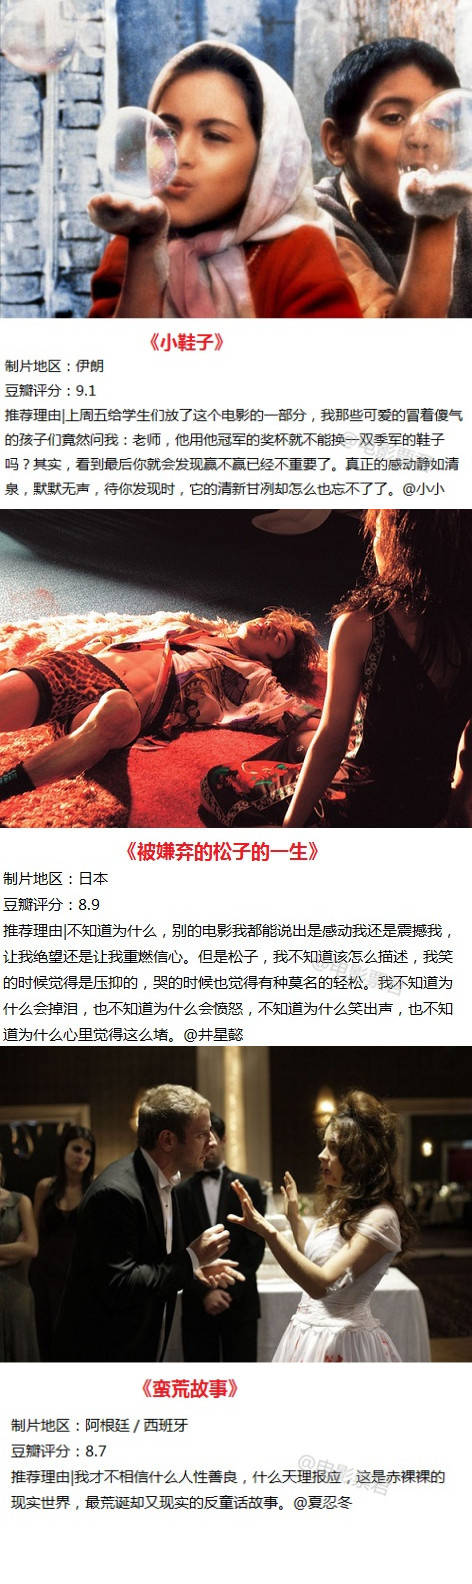 《小鞋子》
制片地区：伊朗
豆瓣评分：9.1
推荐理由|上周五给学生们放了这个电影的一部分，我那些可爱的冒着傻气
的孩子们竟然问我：老师，他用他冠军的奖杯就不能换一双季军的鞋子
吗？其实，看到最后你就会发现赢不赢已经不重要了。真正的感动静如清
泉，默默无声，待你发现时，它的清新甘冽却怎么也忘不了了。@小小
@电影票君
《被嫌弃的松子的一生》
制片地区：日本
豆瓣评分：8.9
推荐理由|不知道为什么，别的电影我都能说出是感动我还是震撼我，
让我绝望还是让我重燃信心。但是松子，我不知道该怎么描述，我笑
的时候觉得是压抑的，哭的时候也觉得有种莫名的轻松。我不知道为
什么会掉泪，也不知道为什么会愤怒，不知道为什么笑出声，也不知
道为什么心里觉得这么堵。@井星懿
@电影票君
《蛮荒故事》
制片地区：阿根廷 / 西班牙
豆瓣评分：8.7
推荐理由|我才不相信什么人性善良，什么天理报应，这是赤裸裸的
现实世界，最荒诞却又现实的反童话故事。@夏忍冬
@电影票君